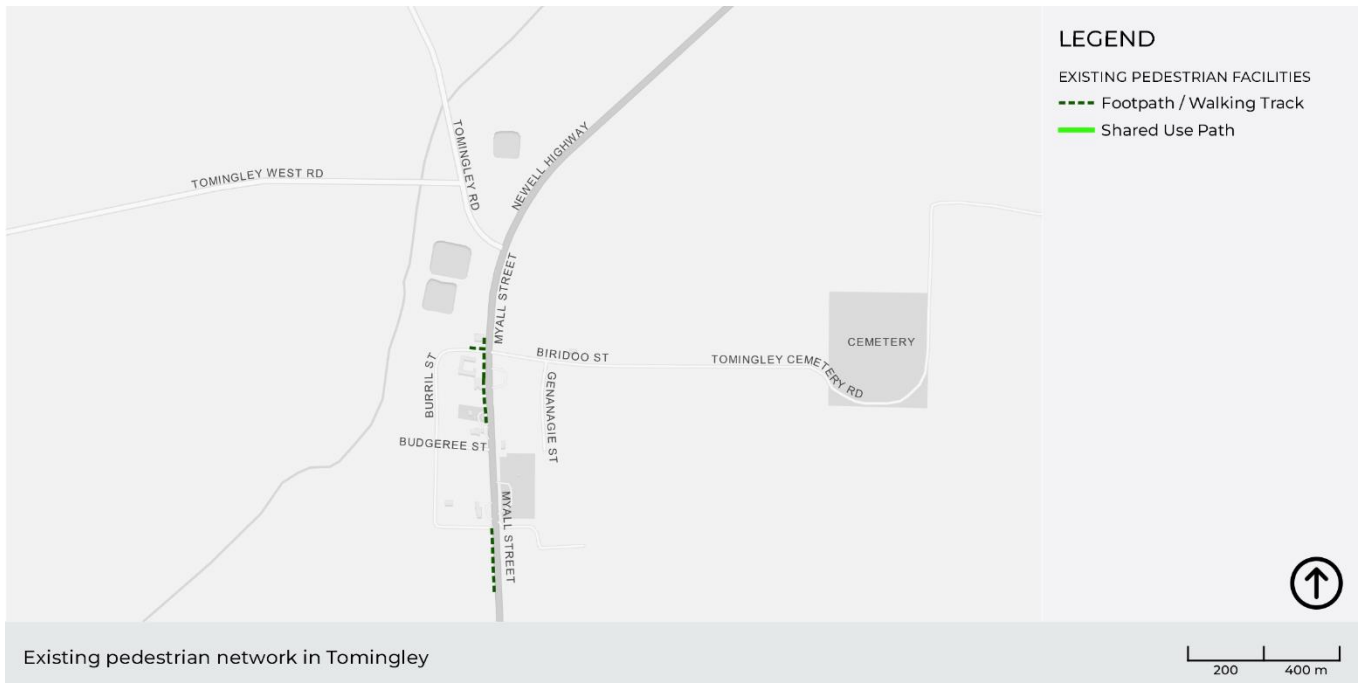 LEGEND
EXISTING PEDESTRIAN FACILITIES
Footpath / Walking Track
Shared Use Path
TOMINGLEY WEST RD
TOMINGLEY RD
NEWELL HIGHWAY
MYALL STREET
BURRIL ST
BIRIDOO ST
GENANAGIE ST
TOMINGLEY CEMETERY RD
CEMETERY
BUDGEREE ST
MYALL STREET
Existing pedestrian network in Tomingley
200 400 m